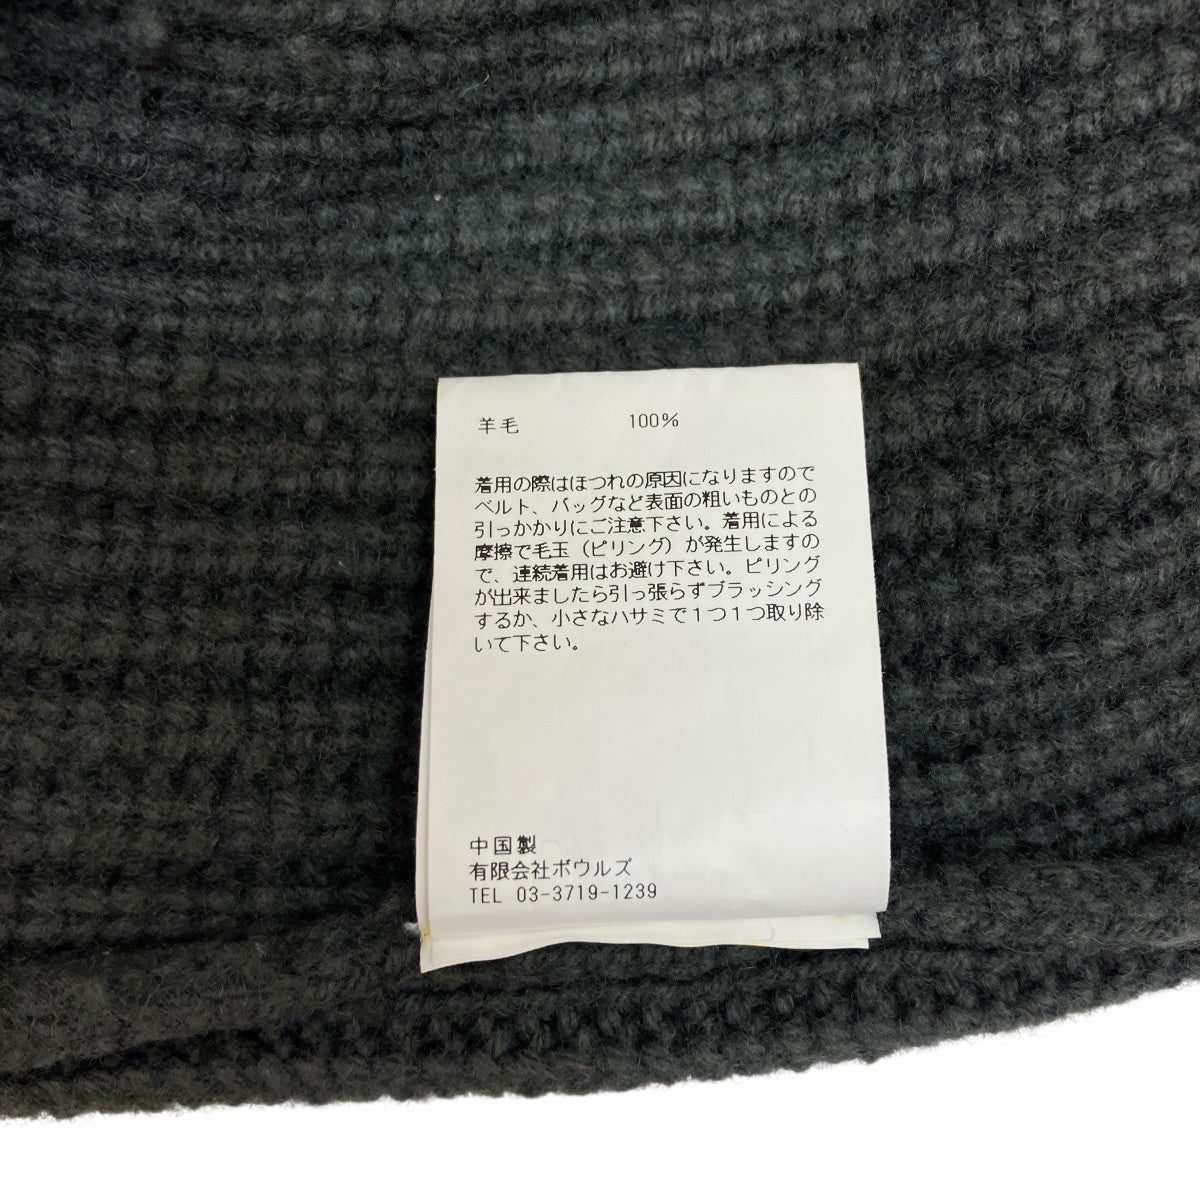 羊毛 100%
着用の際はほつれの原因になりますので
ベルト、バッグなど表面の粗いものとの
引っかかりにご注意下さい。着用による
摩擦で毛玉（ピリング）が発生しますの
で、連続着用はお避け下さい。ピリング
が出来ましたら引っ張らずブラッシング
するか、小さなハサミで１つ１つ取り除
いて下さい。
中国製
有限会社ボウルズ
TEL 03-3719-1239